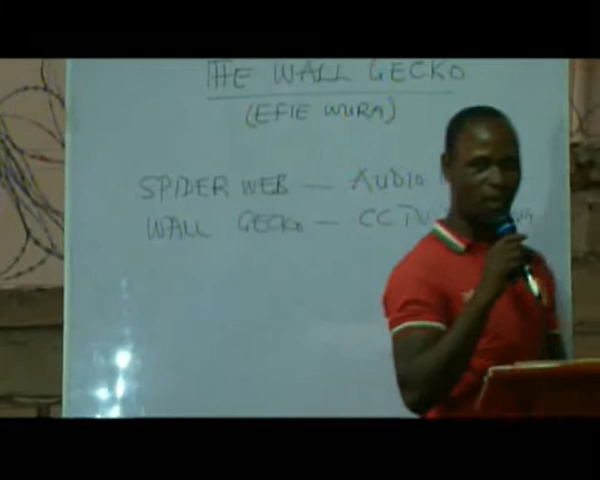 THE WALL GECKO
(EFIE WURA)
SPIDER WEB — AUDIO
WALL GECKO — CCTV